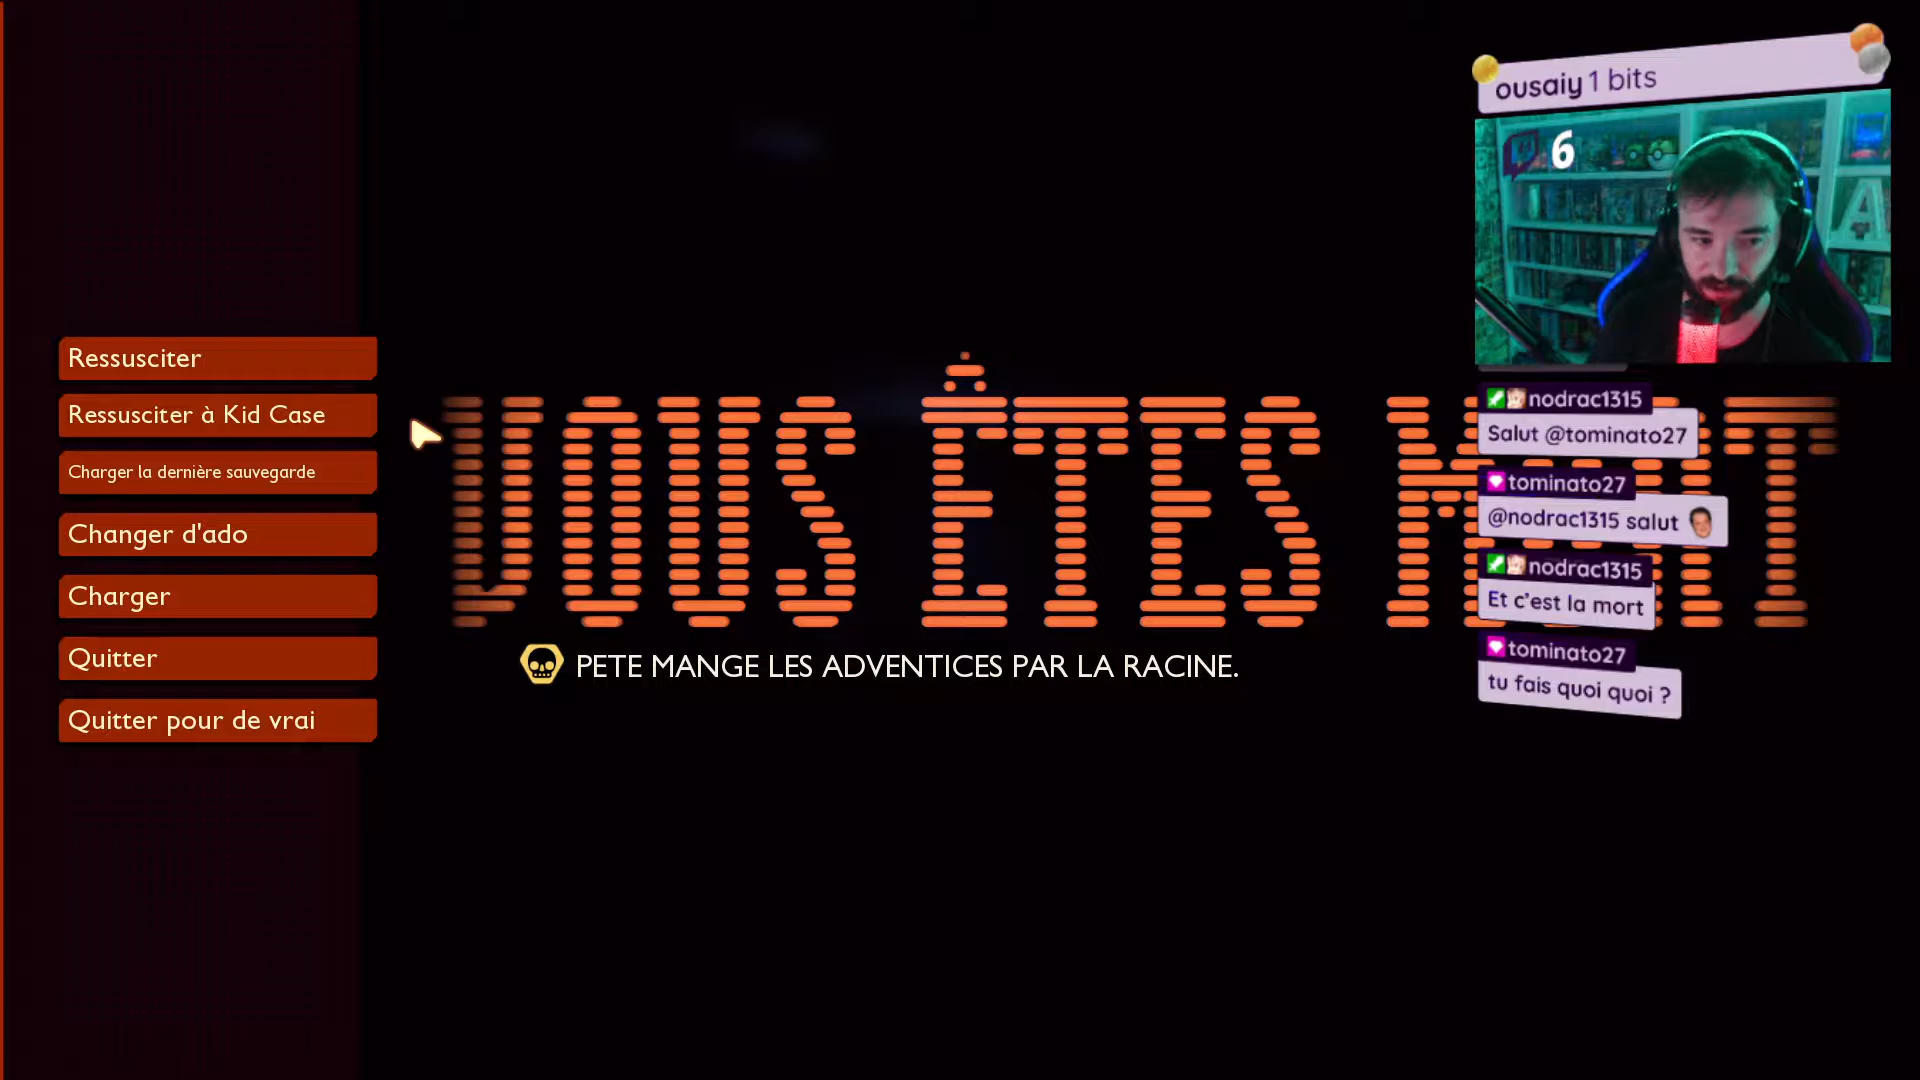 ousaiy 1 bits
6
Ressusciter
Ressusciter à Kid Case
Charger la dernière sauvegarde
Changer d'ado
Charger
Quitter
Quitter pour de vrai
VOUS ÊTES MORT
PETE MANGE LES ADVENTICES PAR LA RACINE.
nodrac1315
Salut @tominato27
tominato27
@nodrac1315 salut
nodrac1315
Et c'est la mort
tominato27
tu fais quoi quoi ?